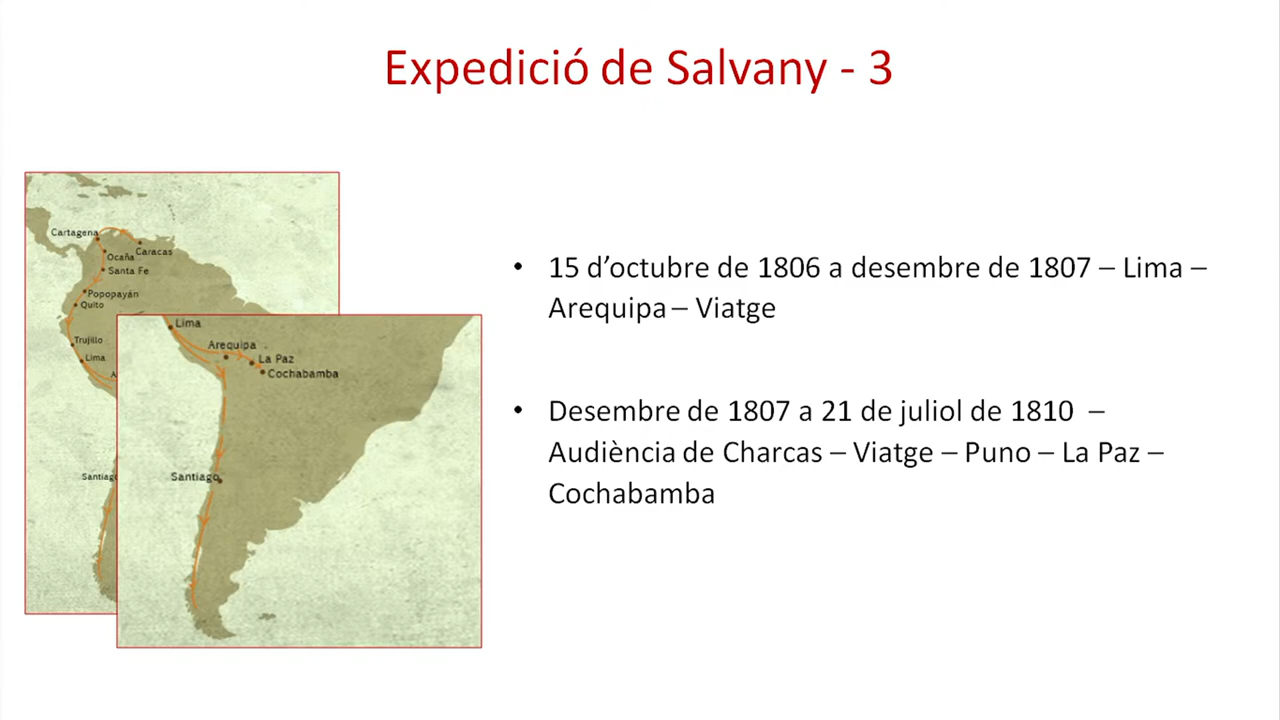 Expedició de Salvany - 3
Cartagena
Caracas
Ocaña
Santa Fe
Popopayán
Quito
Trujillo
Lima
A
Santiago
Lima
Arequipa
La Paz
Cochabamba
Santiago
• 15 d’octubre de 1806 a desembre de 1807 – Lima –
Arequipa – Viatge
• Desembre de 1807 a 21 de juliol de 1810 –
Audiència de Charcas – Viatge – Puno – La Paz –
Cochabamba